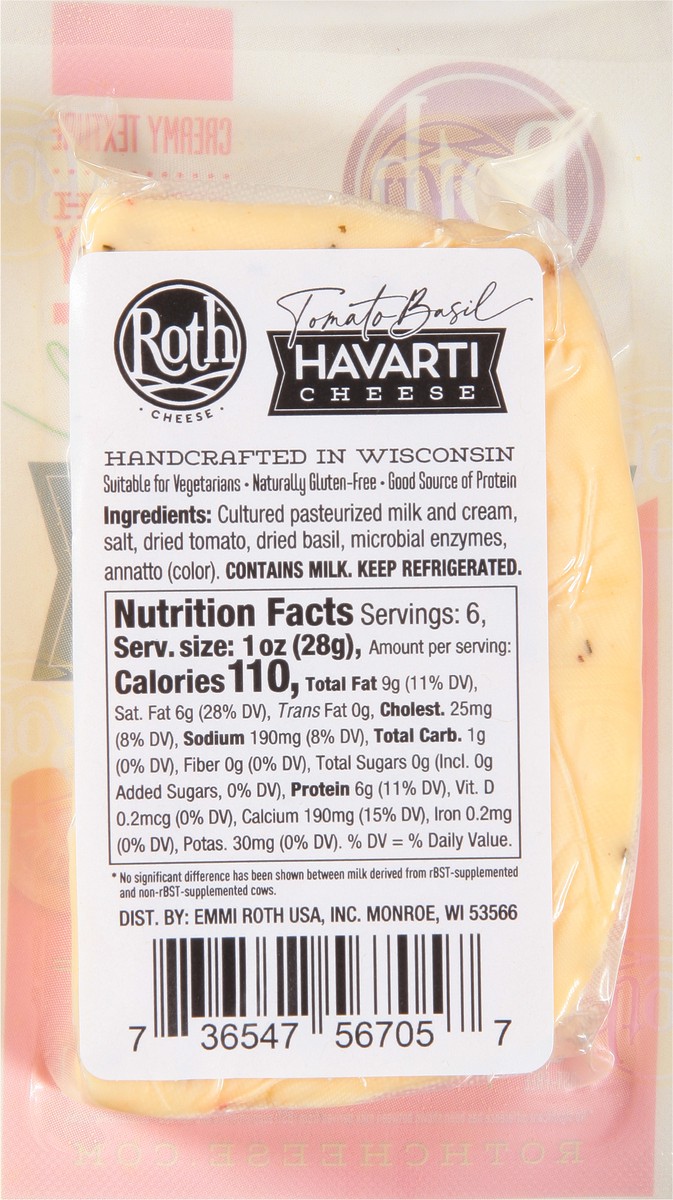 CREAMY TEXTURE
Roth
CHEESE
Tomato Basil
HAVARTI
CHEESE
HANDCRAFTED IN WISCONSIN
Suitable for Vegetarians • Naturally Gluten-Free • Good Source of Protein
Ingredients: Cultured pasteurized milk and cream,
salt, dried tomato, dried basil, microbial enzymes,
annatto (color). CONTAINS MILK. KEEP REFRIGERATED.
Nutrition Facts Servings: 6,
Serv. size: 1 oz (28g), Amount per serving:
Calories 110, Total Fat 9g (11% DV),
Sat. Fat 6g (28% DV), Trans Fat 0g, Cholest. 25mg
(8% DV), Sodium 190mg (8% DV), Total Carb. 1g
(0% DV), Fiber 0g (0% DV), Total Sugars 0g (Incl. 0g
Added Sugars, 0% DV), Protein 6g (11% DV), Vit. D
0.2mcg (0% DV), Calcium 190mg (15% DV), Iron 0.2mg
(0% DV), Potas. 30mg (0% DV). % DV = % Daily Value.
* No significant difference has been shown between milk derived from rBST-supplemented
and non-rBST-supplemented cows.
DIST. BY: EMMI ROTH USA, INC. MONROE, WI 53566
7 36547 56705 7
ROTHCHEESE.COM